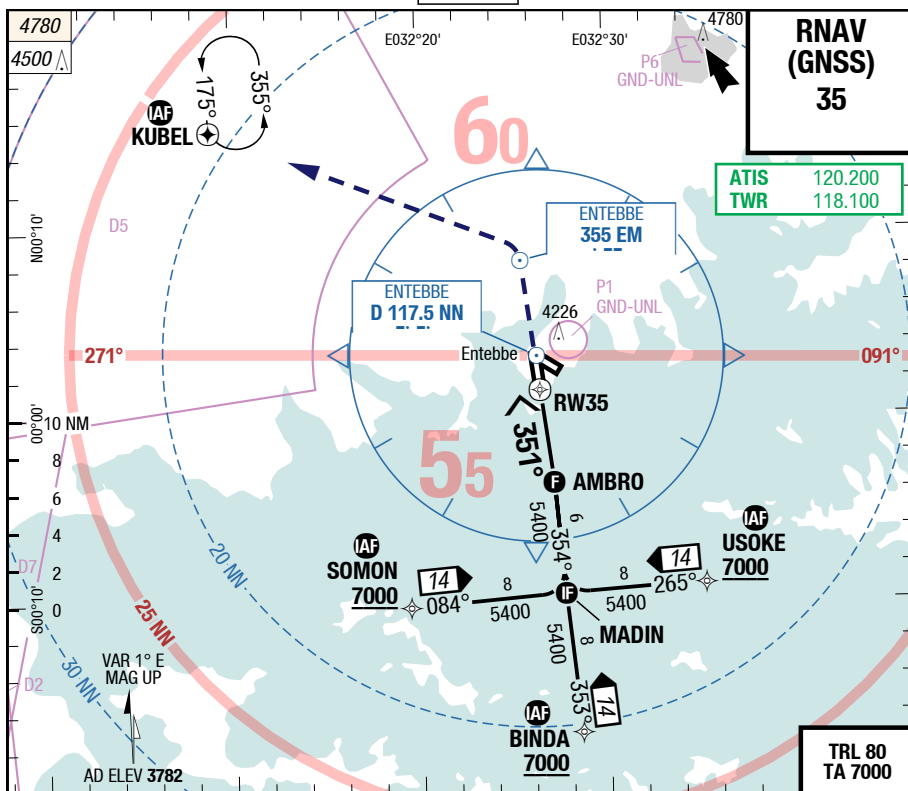 4780
4500
E032°20'
E032°30'
4780
P6
GND-UNL
RNAV
(GNSS)
35
ATIS 120.200
TWR 118.100
175°
355°
IAF
KUBEL
60
D5
N00°10'
ENTEBBE
355 EM
ENTEBBE
D 117.5 NN
P1
GND-UNL
4226
271°
Entebbe
091°
RW35
00°00'
10 NM
8
6
4
2
0
351°
55
F AMBRO
6
5400
354°
20 NN
IAF
SOMON
7000
14
084°
8
5400
IAF
USOKE
7000
14
265°
8
5400
IF
MADIN
D7
S00°10'
25 NN
30 NN
8
5400
353°
14
D2
VAR 1° E
MAG UP
IAF
BINDA
7000
AD ELEV 3782
TRL 80
TA 7000